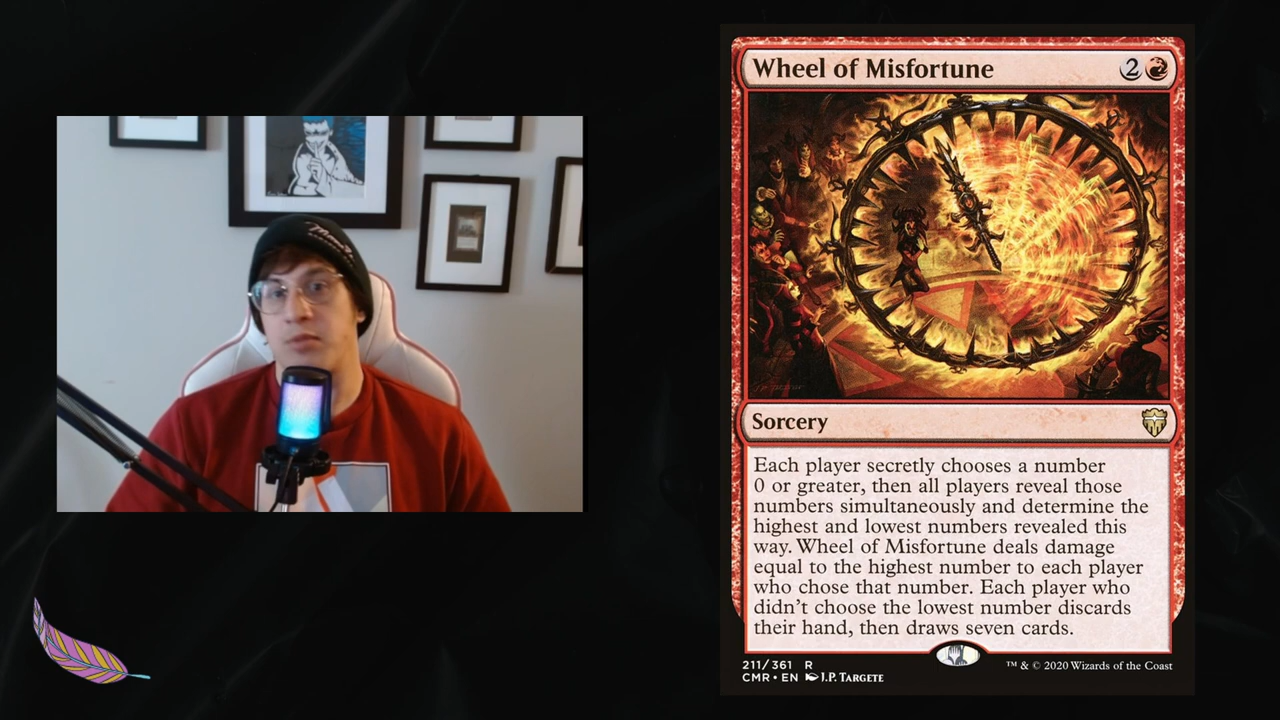 Wheel of Misfortune
2
Sorcery
Each player secretly chooses a number
0 or greater, then all players reveal those
numbers simultaneously and determine the
highest and lowest numbers revealed this
way. Wheel of Misfortune deals damage
equal to the highest number to each player
who chose that number. Each player who
didn't choose the lowest number discards
their hand, then draws seven cards.
211/361 R
CMR • EN J.P. TARGETE
™ & © 2020 Wizards of the Coast